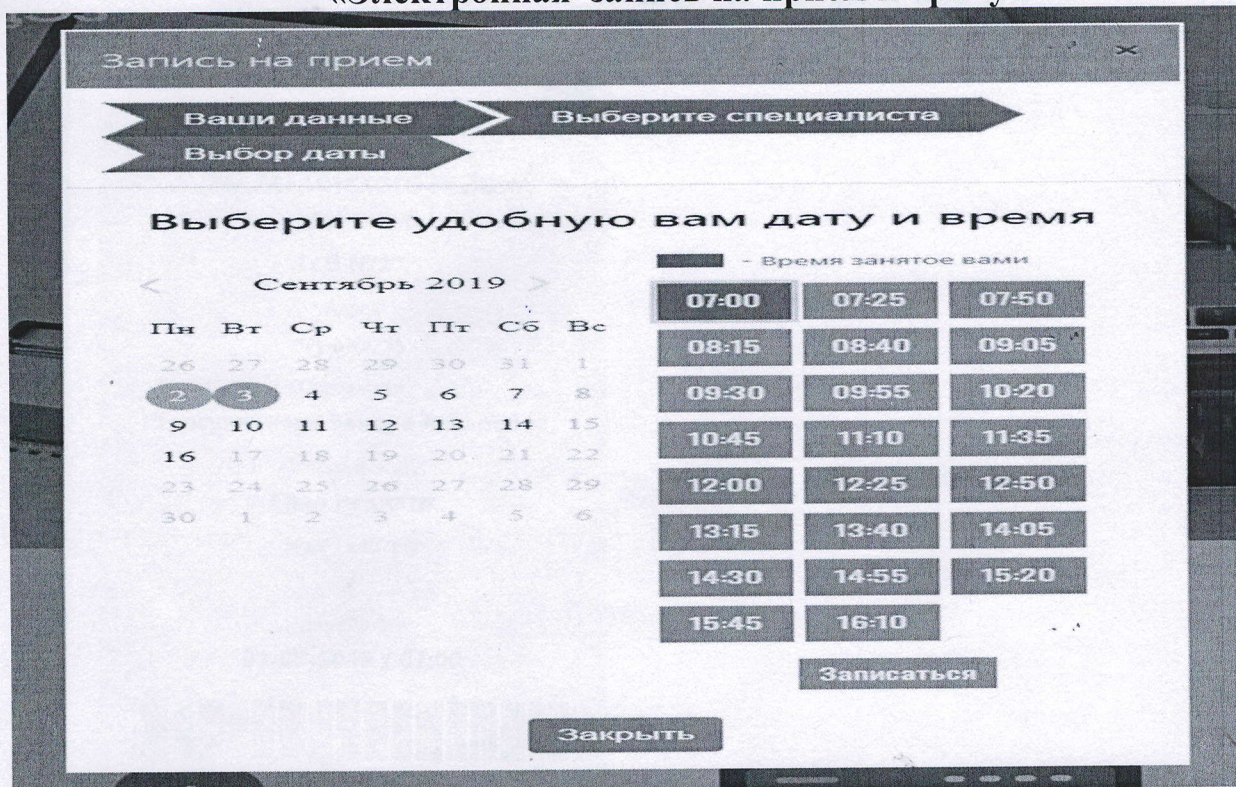 «Электронная запись на прием к врачу
Запись на прием ×
Ваши данные Выберите специалиста
Выбор даты
Выберите удобную вам дату и время
- Время занятое вами
< Сентябрь 2019 >
Пн Вт Ср Чт Пт Сб Вс
26 27 28 29 30 31 1
2 3 4 5 6 7 8
9 10 11 12 13 14 15
16 17 18 19 20 21 22
23 24 25 26 27 28 29
30 1 2 3 4 5 6
07:00 07:25 07:50
08:15 08:40 09:05
09:30 09:55 10:20
10:45 11:10 11:35
12:00 12:25 12:50
13:15 13:40 14:05
14:30 14:55 15:20
15:45 16:10
Записаться
Закрыть